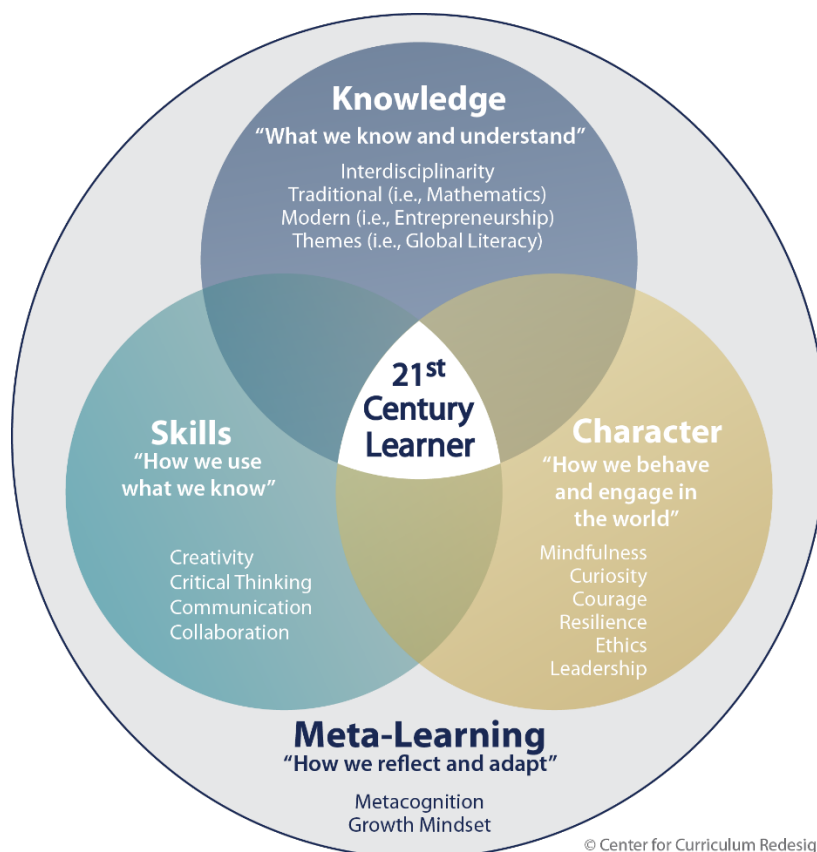 Knowledge
“What we know and understand”
Interdisciplinarity
Traditional (i.e., Mathematics)
Modern (i.e., Entrepreneurship)
Themes (i.e., Global Literacy)
21st
Century
Learner
Skills
“How we use
what we know”
Creativity
Critical Thinking
Communication
Collaboration
Character
“How we behave
and engage in
the world”
Mindfulness
Curiosity
Courage
Resilience
Ethics
Leadership
Meta-Learning
“How we reflect and adapt”
Metacognition
Growth Mindset
© Center for Curriculum Redesig